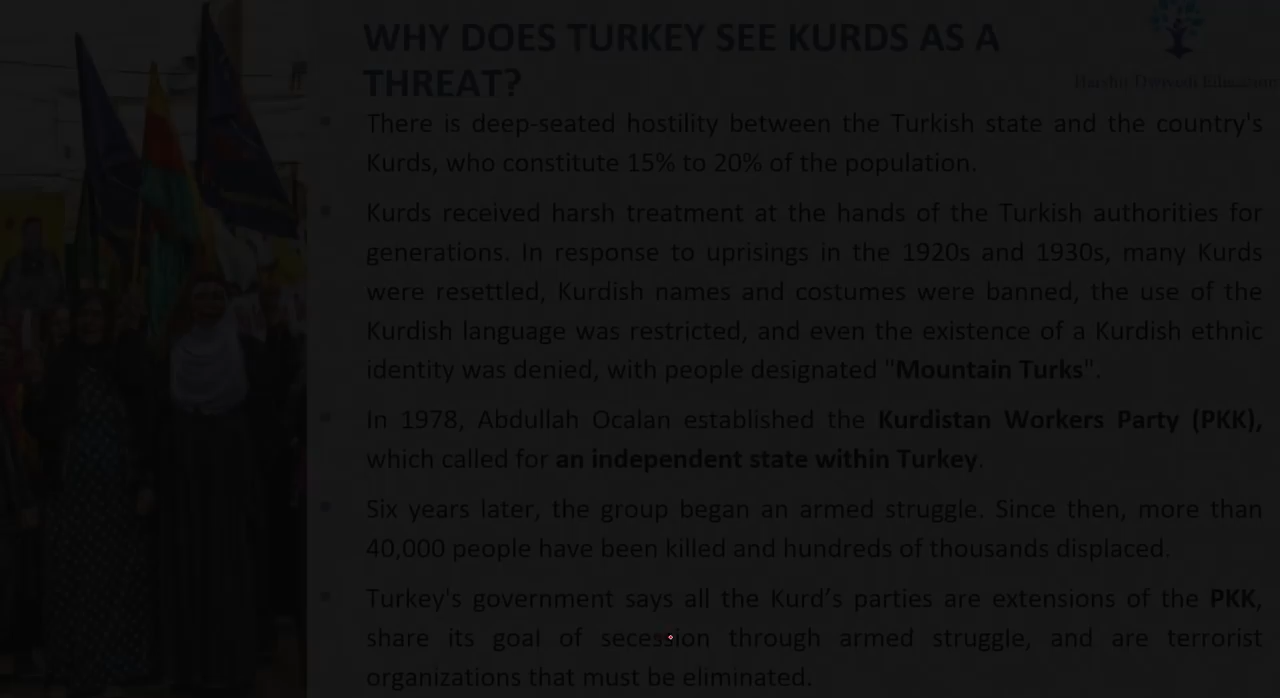 WHY DOES TURKEY SEE KURDS AS A
THREAT?
There is deep-seated hostility between the Turkish state and the country's
Kurds, who constitute 15% to 20% of the population.
Kurds received harsh treatment at the hands of the Turkish authorities for
generations. In response to uprisings in the 1920s and 1930s, many Kurds
were resettled, Kurdish names and costumes were banned, the use of the
Kurdish language was restricted, and even the existence of a Kurdish ethnic
identity was denied, with people designated "Mountain Turks".
In 1978, Abdullah Ocalan established the Kurdistan Workers Party (PKK),
which called for an independent state within Turkey.
Six years later, the group began an armed struggle. Since then, more than
40,000 people have been killed and hundreds of thousands displaced.
Turkey's government says all the Kurd’s parties are extensions of the PKK,
share its goal of secession through armed struggle, and are terrorist
organizations that must be eliminated.